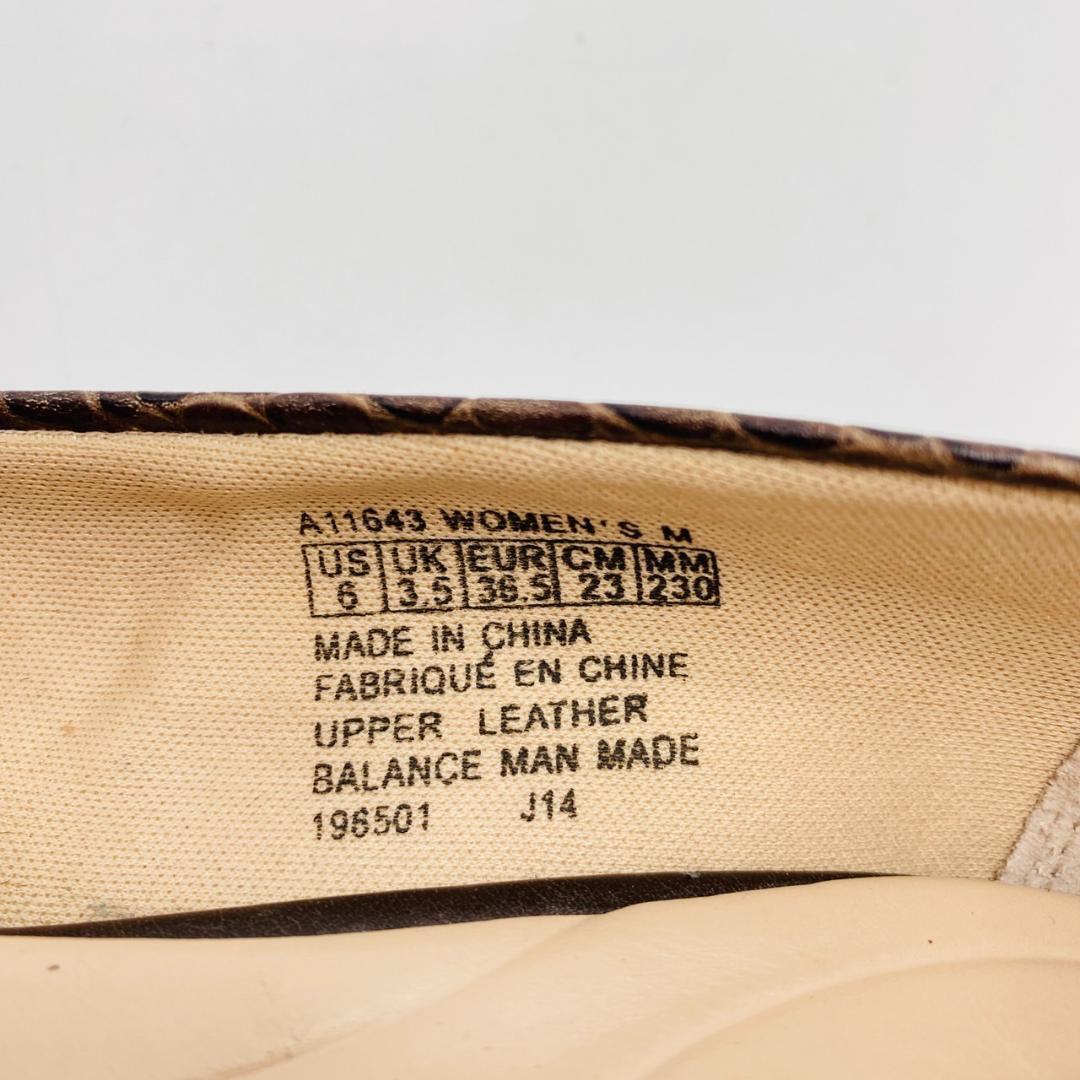 A11643 WOMEN'S M
US UK EUR CM MM
6 3.5 36.5 23 230
MADE IN CHINA
FABRIQUÉ EN CHINE
UPPER LEATHER
BALANCE MAN MADE
196501 J14